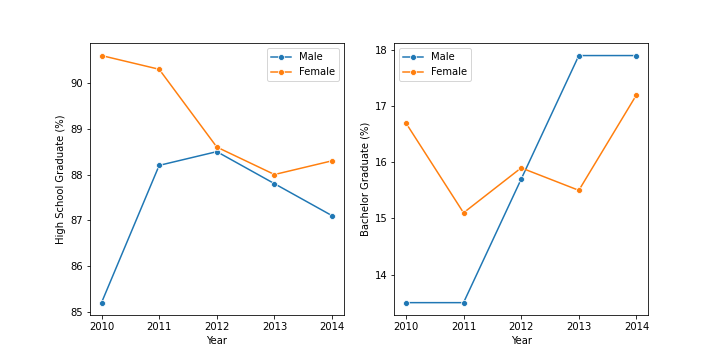 High School Graduate (%)
90
89
88
87
86
85
Male
Female
2010 2011 2012 2013 2014
Year
Bachelor Graduate (%)
18
17
16
15
14
Male
Female
2010 2011 2012 2013 2014
Year